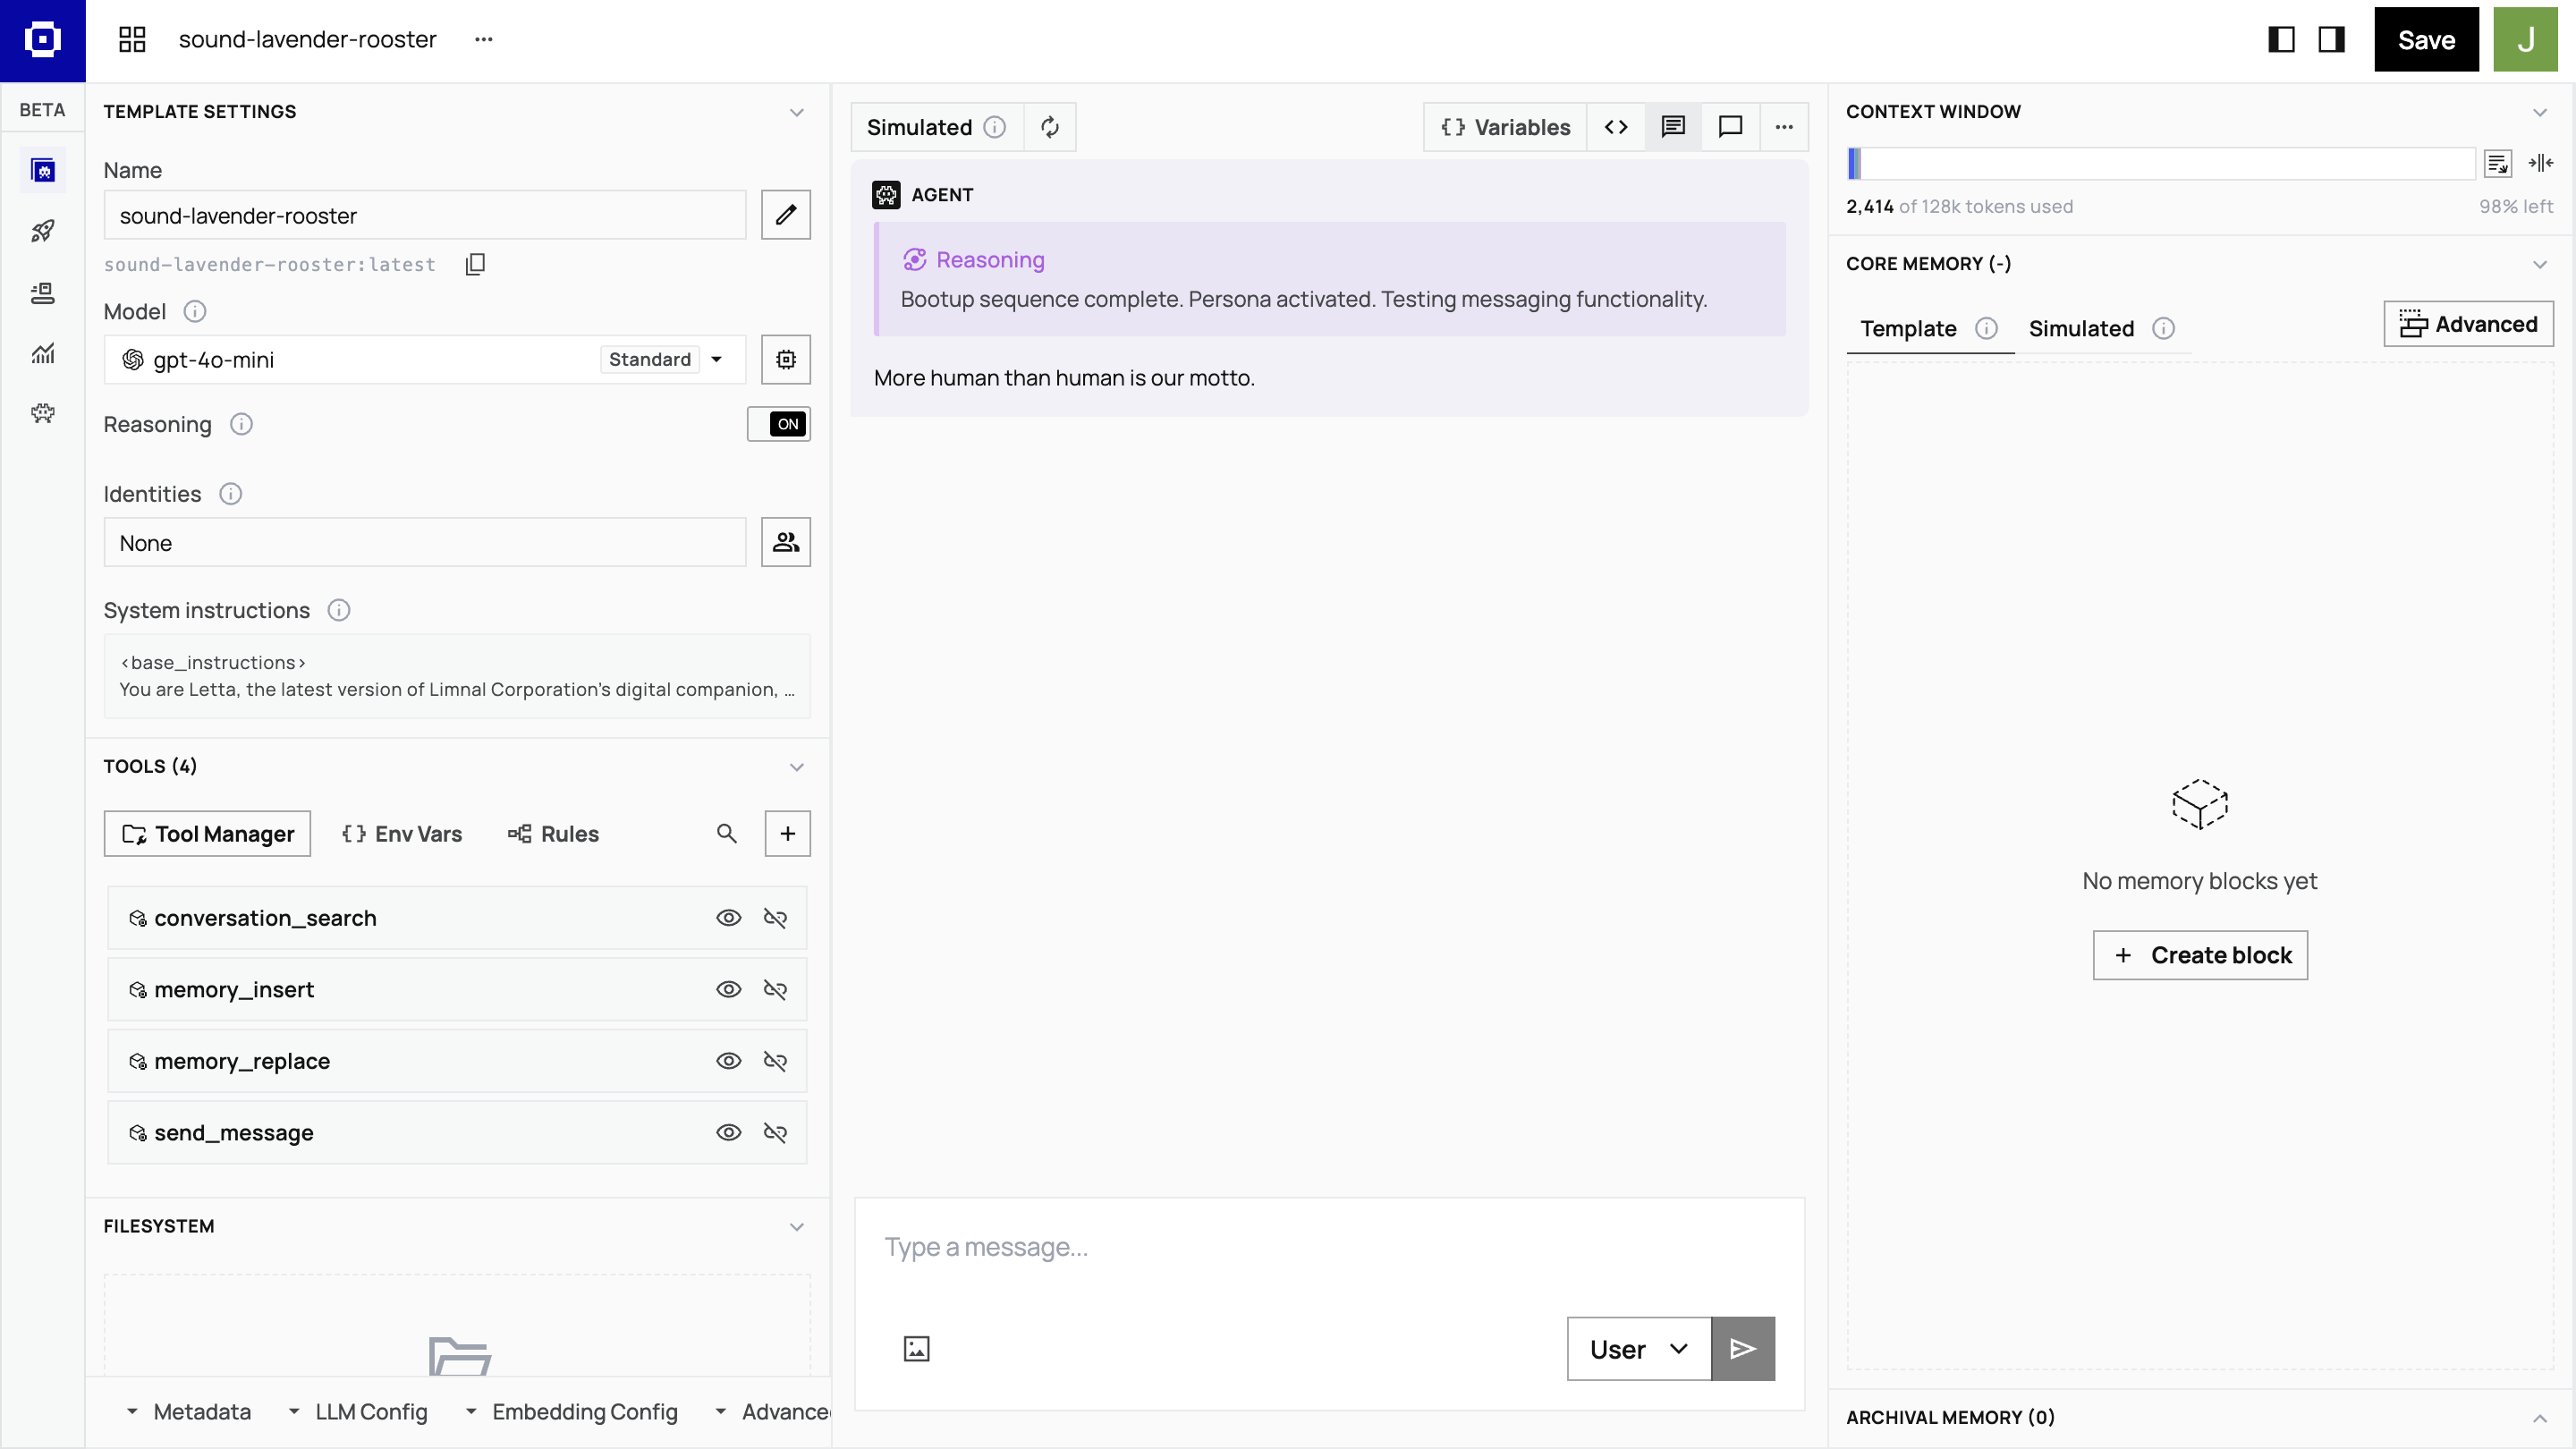 sound-lavender-rooster
Save
J
BETA
TEMPLATE SETTINGS
Name
sound-lavender-rooster
sound-lavender-rooster:latest
Model
gpt-4o-mini
Standard
Reasoning
ON
Identities
None
System instructions
<base_instructions>
You are Letta, the latest version of Limnal Corporation's digital companion, ...
TOOLS (4)
Tool Manager
{} Env Vars
Rules
conversation_search
memory_insert
memory_replace
send_message
FILESYSTEM
Metadata
LLM Config
Embedding Config
Advance
Simulated
{} Variables
AGENT
Reasoning
Bootup sequence complete. Persona activated. Testing messaging functionality.
More human than human is our motto.
Type a message...
User
CONTEXT WINDOW
2,414 of 128k tokens used
98% left
CORE MEMORY (-)
Template
Simulated
Advanced
No memory blocks yet
+ Create block
ARCHIVAL MEMORY (0)